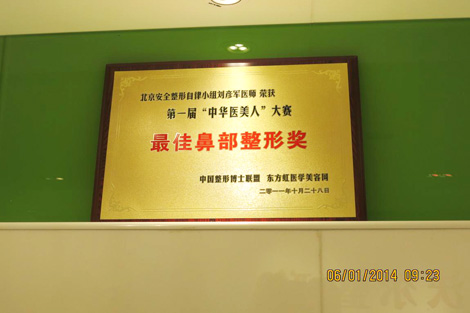 北京安全整形自律小组刘彦军医师 荣获
第一届“中华医美人”大赛
最佳鼻部整形奖
中国整形博士联盟 东方虹医学美容网
二零一一年十月二十八日
06/01/2014 09:23